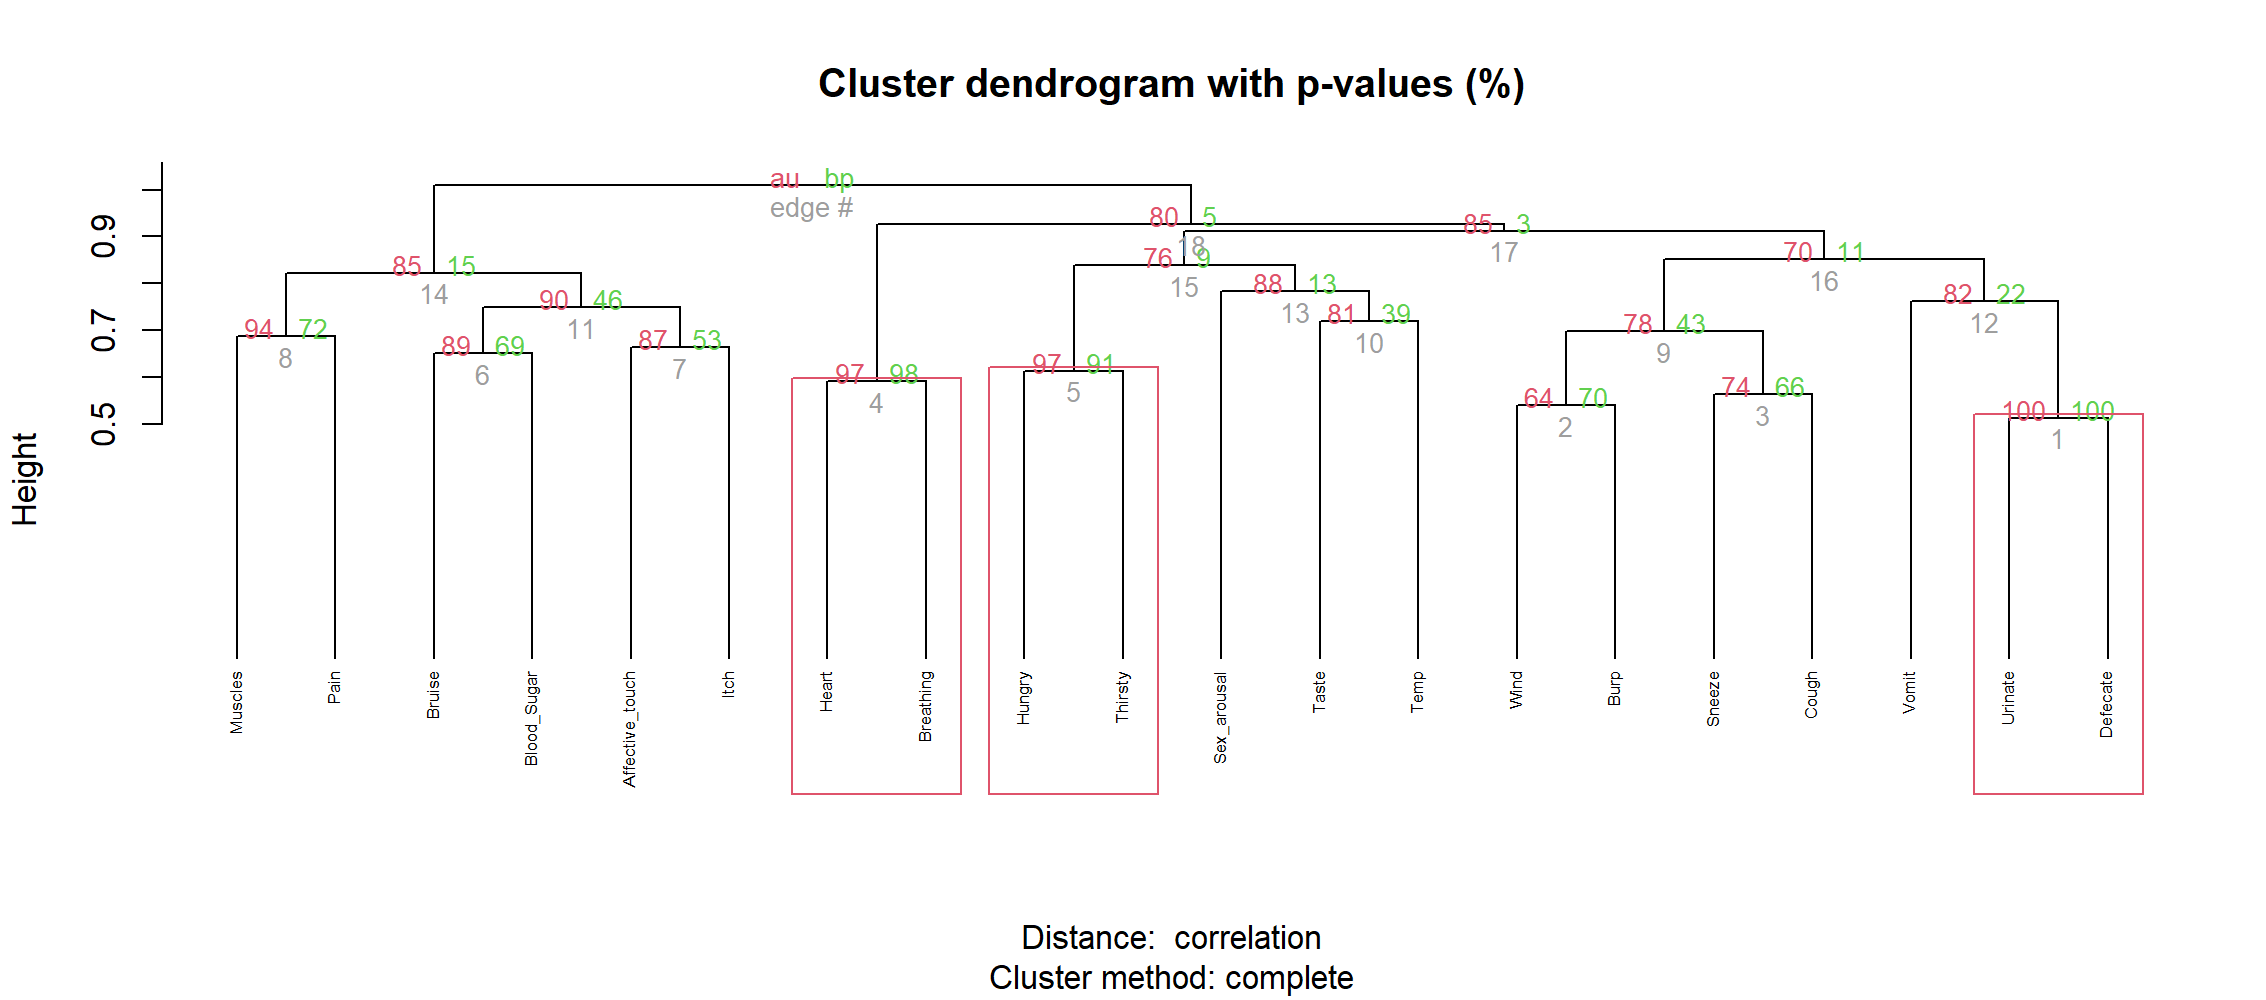 Cluster dendrogram with p-values (%)
Height
0.5 0.7 0.9
au bp
edge #
80 5
18
85 3
17
76 9
15
70 11
16
85 15
14
88 13
13
82 22
12
90 46
11
81 39
10
78 43
9
94 72
8
87 53
7
89 69
6
97 91
5
97 98
4
74 66
3
64 70
2
100 100
1
Muscles
Pain
Bruise
Blood_Sugar
Affective_touch
Itch
Heart
Breathing
Hungry
Thirsty
Sex_arousal
Taste
Temp
Wind
Burp
Sneeze
Cough
Vomit
Urinate
Defecate
Distance: correlation
Cluster method: complete